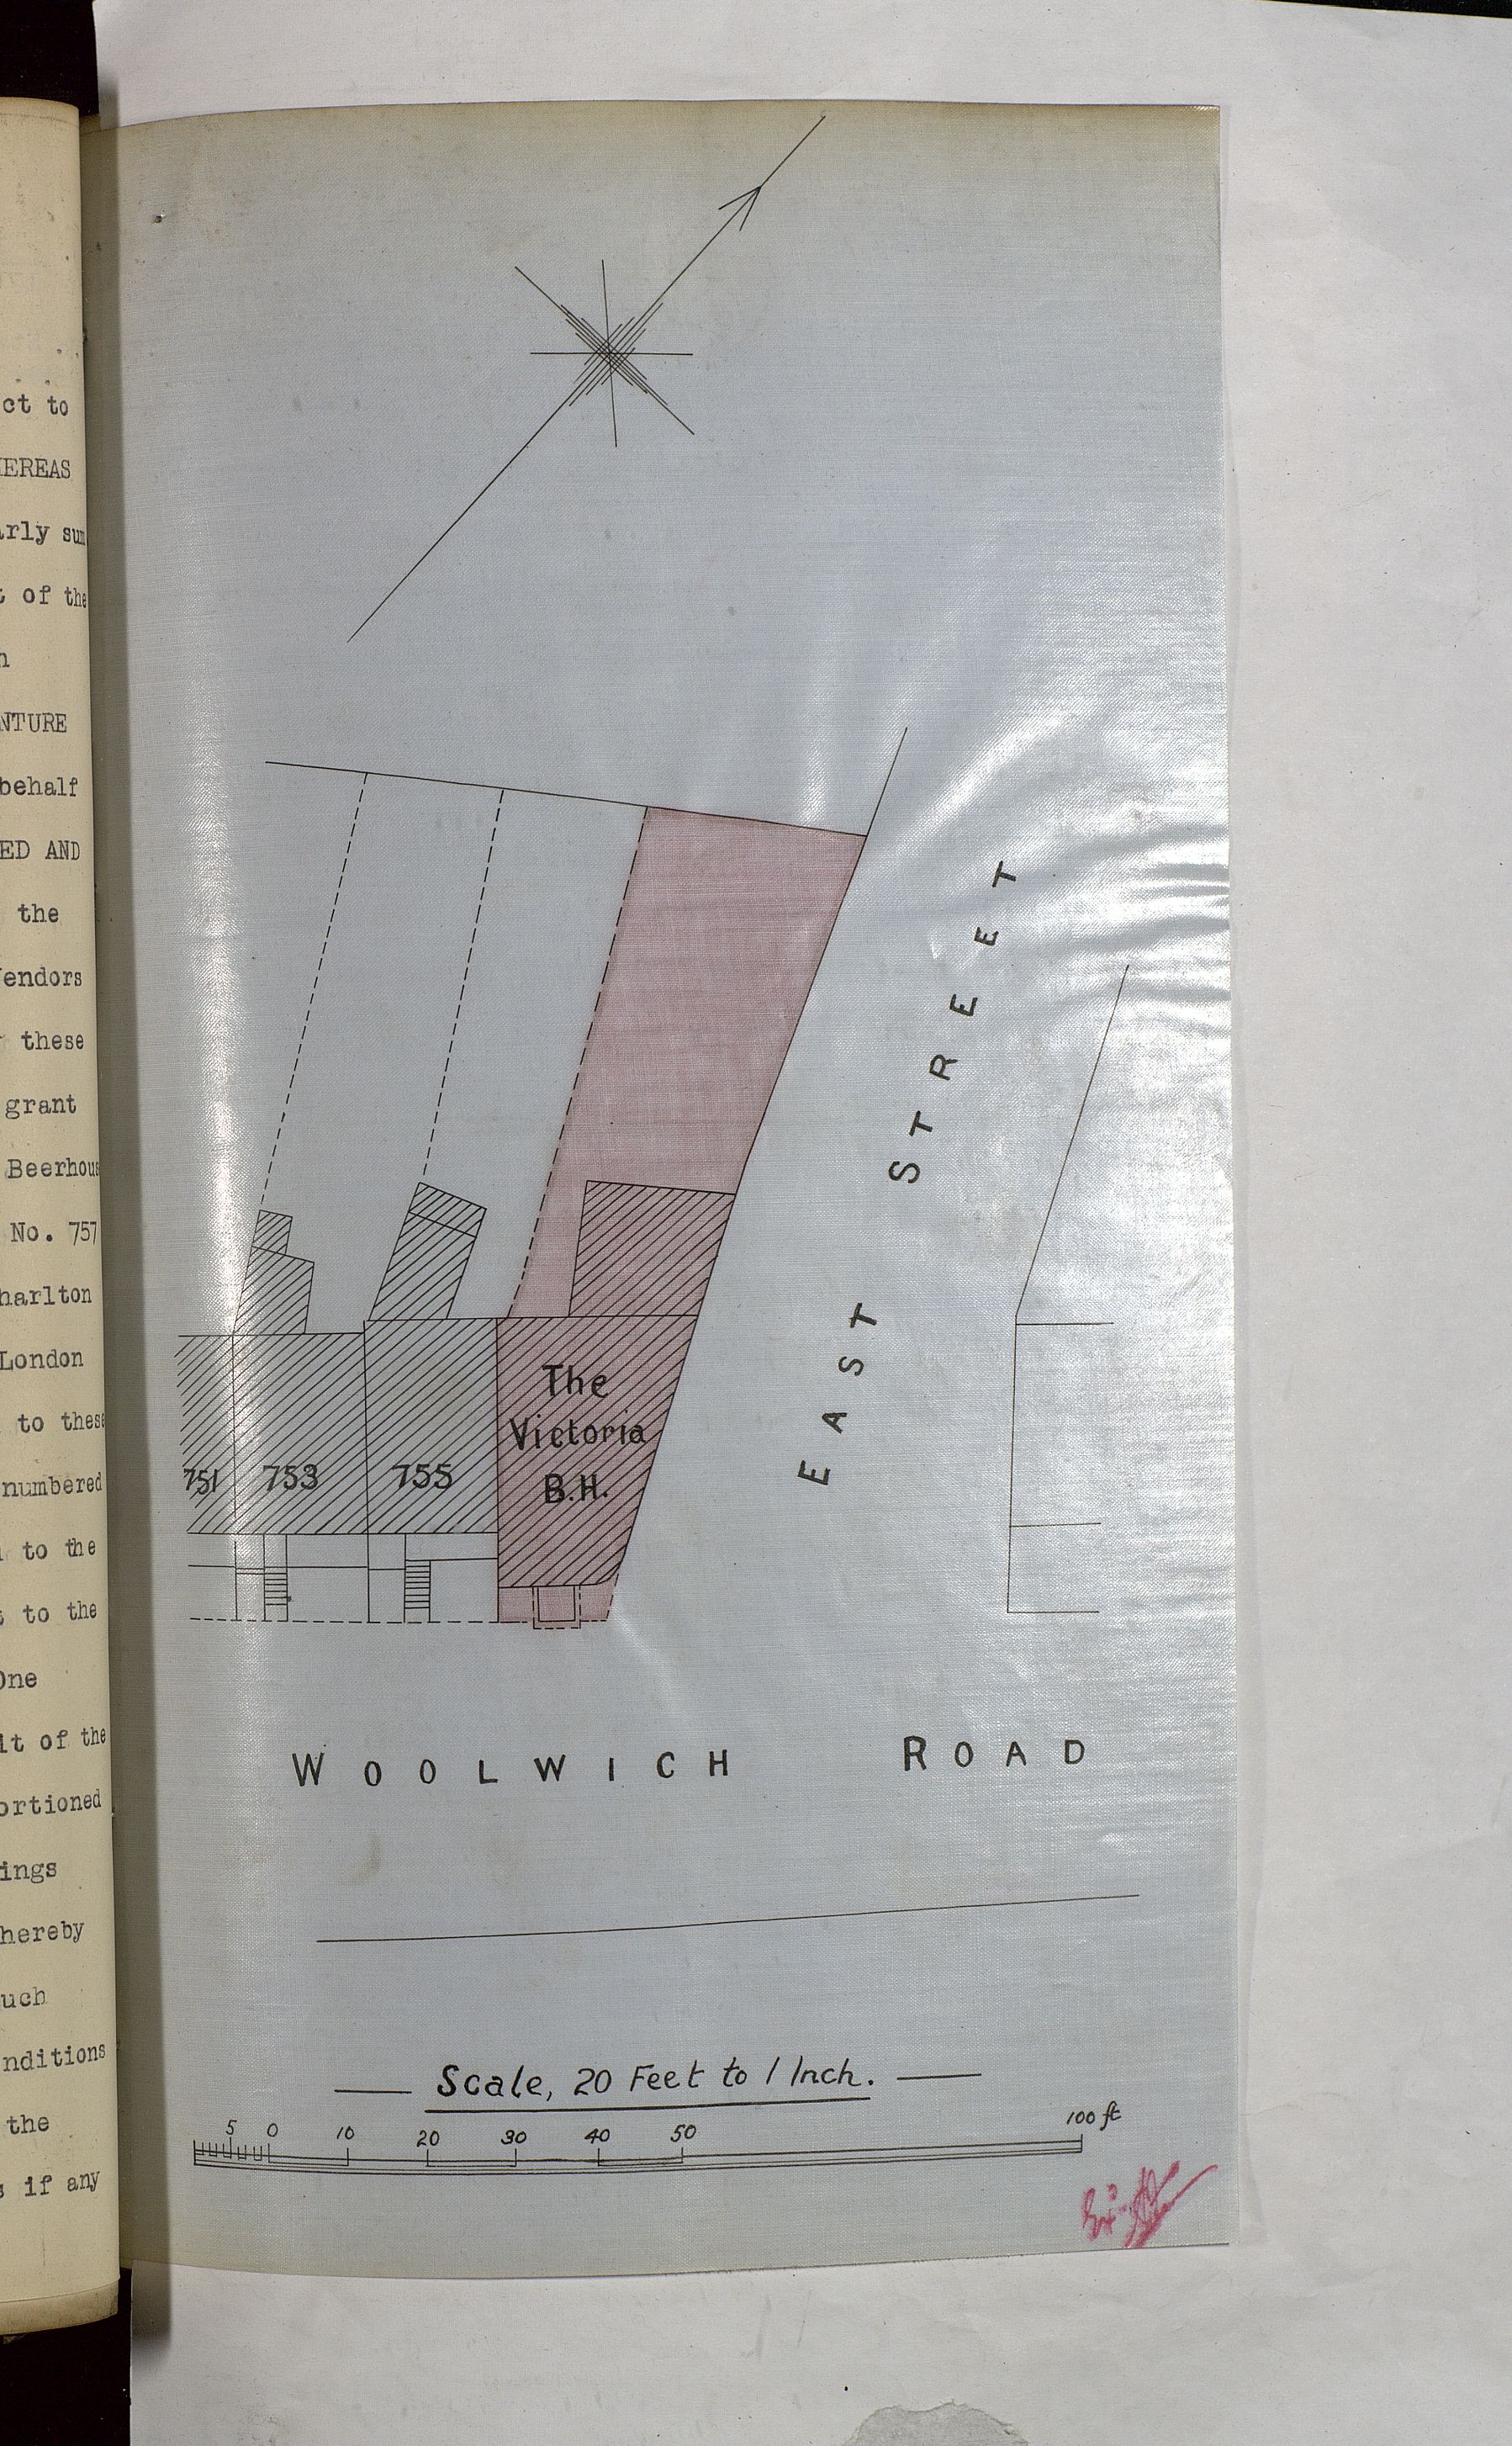 ct to
EREAS
arly sum
of the
NTURE
behalf
ED AND
the
Vendors
these
grant
Beerhous
No. 757
harlton
London
to these
numbered
to the
to the
One
it of the
ortioned
ings
hereby
uch
nditions
the
if any
EAST STREET
The
Victoria
B.H.
751 753 755
WOOLWICH ROAD
Scale, 20 Feet to 1 Inch.
5 0 10 20 30 40 50 100 ft